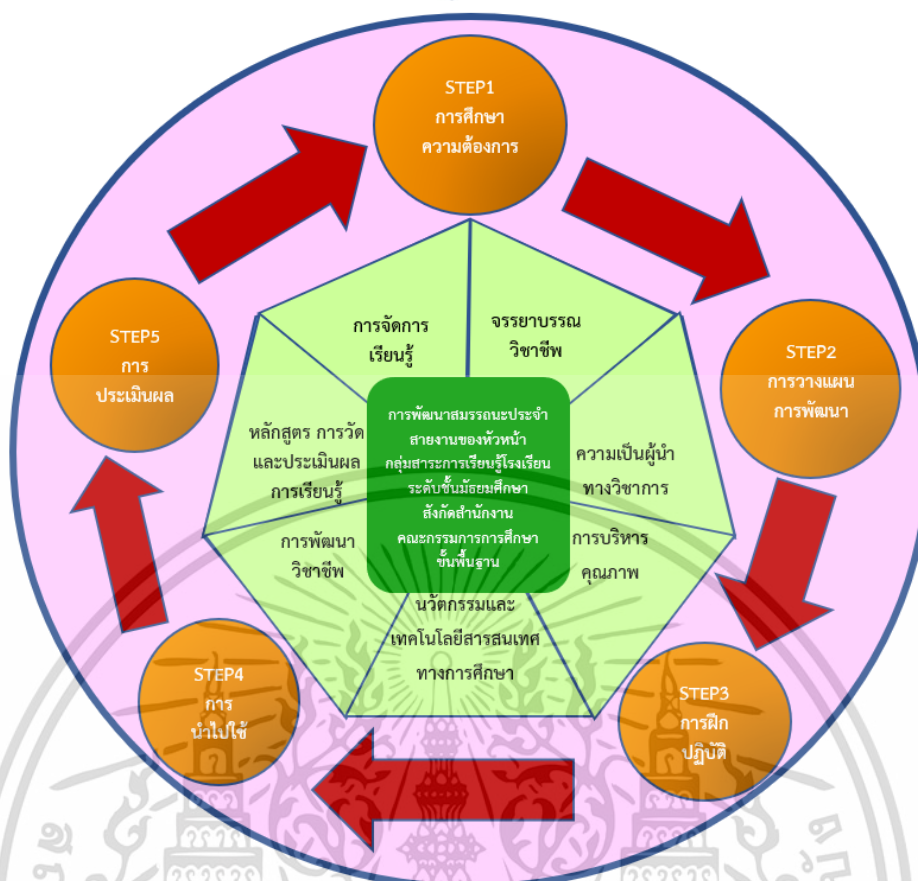 STEP1
การศึกษา
ความต้องการ
STEP2
การวางแผน
การพัฒนา
STEP3
การฝึก
ปฏิบัติ
STEP4
การ
นำไปใช้
STEP5
การ
ประเมินผล
การจัดการ
เรียนรู้
จรรยาบรรณ
วิชาชีพ
ความเป็นผู้นำ
ทางวิชาการ
การบริหาร
คุณภาพ
นวัตกรรมและ
เทคโนโลยีสารสนเทศ
ทางการศึกษา
การพัฒนา
วิชาชีพ
หลักสูตร การวัด
และประเมินผล
การเรียนรู้
การพัฒนาสมรรถนะประจำ
สายงานของหัวหน้า
กลุ่มสาระการเรียนรู้โรงเรียน
ระดับชั้นมัธยมศึกษา
สังกัดสำนักงาน
คณะกรรมการการศึกษา
ขั้นพื้นฐาน